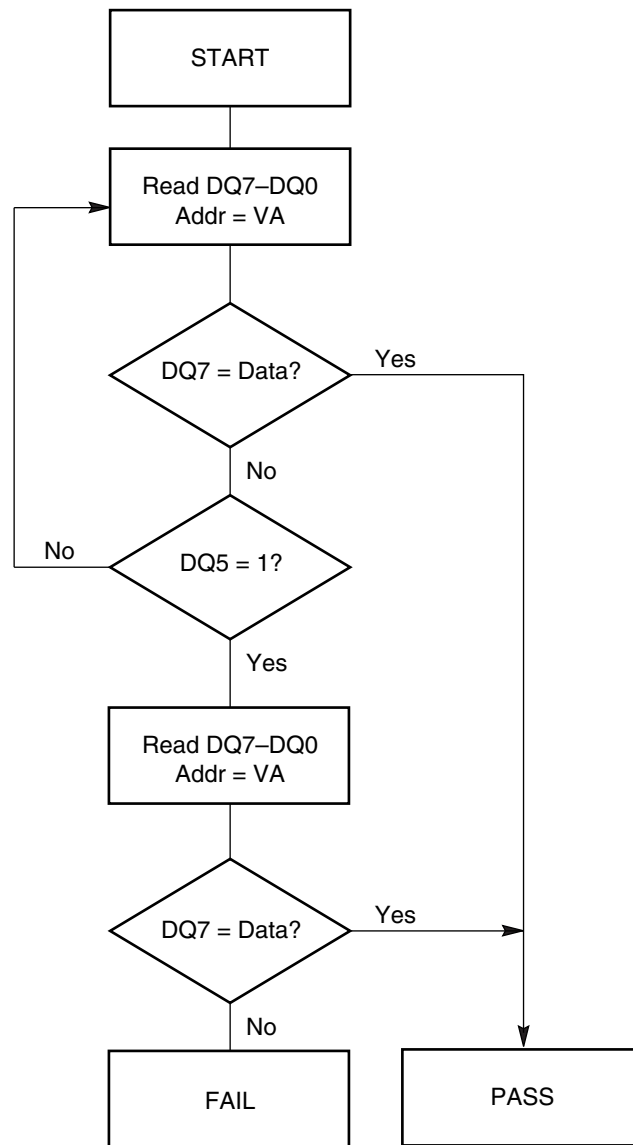 START
Read DQ7–DQ0
Addr = VA
DQ7 = Data?
Yes
No
No
DQ5 = 1?
Yes
Read DQ7–DQ0
Addr = VA
DQ7 = Data?
Yes
No
FAIL
PASS